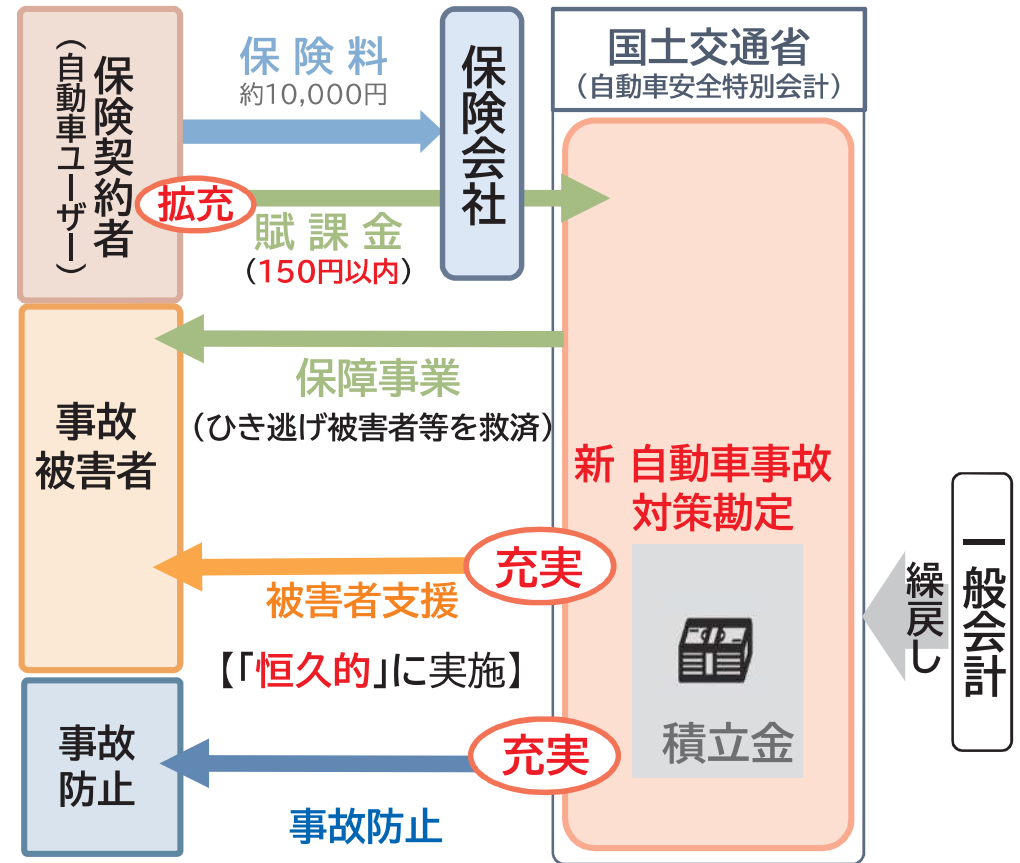 保険契約者
（自動車ユーザー）
保険料
約10,000円
保険会社
国土交通省
（自動車安全特別会計）
拡充
賦課金
（150円以内）
保障事業
（ひき逃げ被害者等を救済）
事故
被害者
新 自動車事故
対策勘定
充実
被害者支援
【「恒久的」に実施】
積立金
一般会計
繰戻し
事故
防止
充実
事故防止